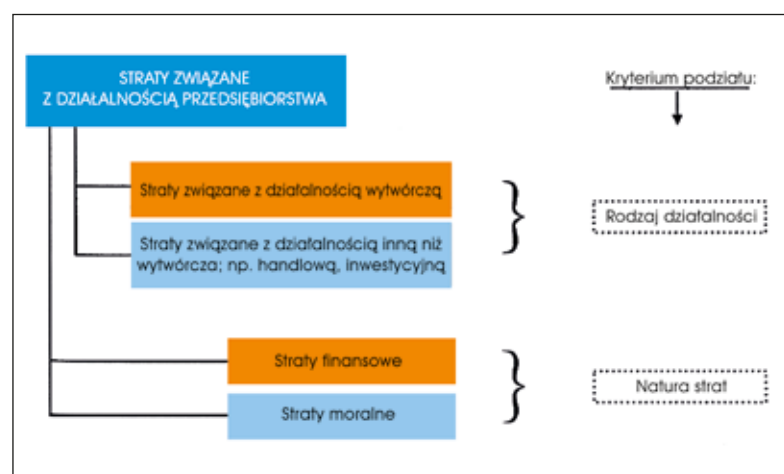 STRATY ZWIĄZANE
Z DZIAŁALNOŚCIĄ PRZEDSIĘBIORSTWA
Kryterium podziału:
Straty związane z działalnością wytwórczą
Straty związane z działalnością inną niż
wytwórcza; np. handlową, inwestycyjną
Rodzaj działalności
Straty finansowe
Straty moralne
Natura strat